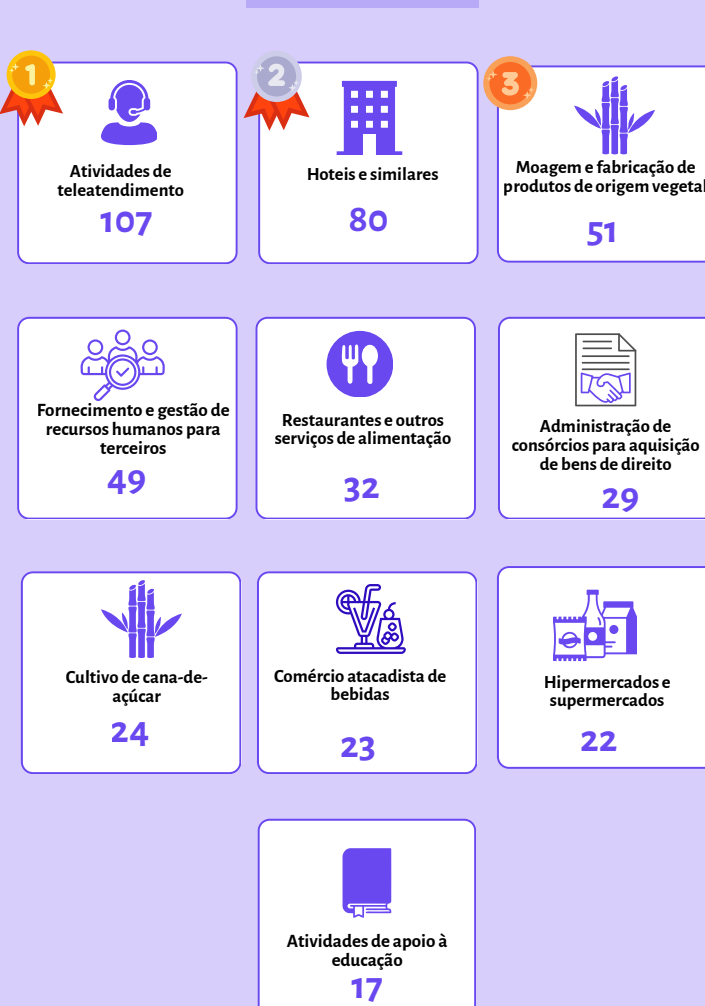 1
Atividades de
teleatendimento
107
2
Hoteis e similares
80
3
Moagem e fabricação de
produtos de origem vegetal
51
Fornecimento e gestão de
recursos humanos para
terceiros
49
Restaurantes e outros
serviços de alimentação
32
Administração de
consórcios para aquisição
de bens de direito
29
Cultivo de cana-de-
açúcar
24
Comércio atacadista de
bebidas
23
Hipermercados e
supermercados
22
Atividades de apoio à
educação
17